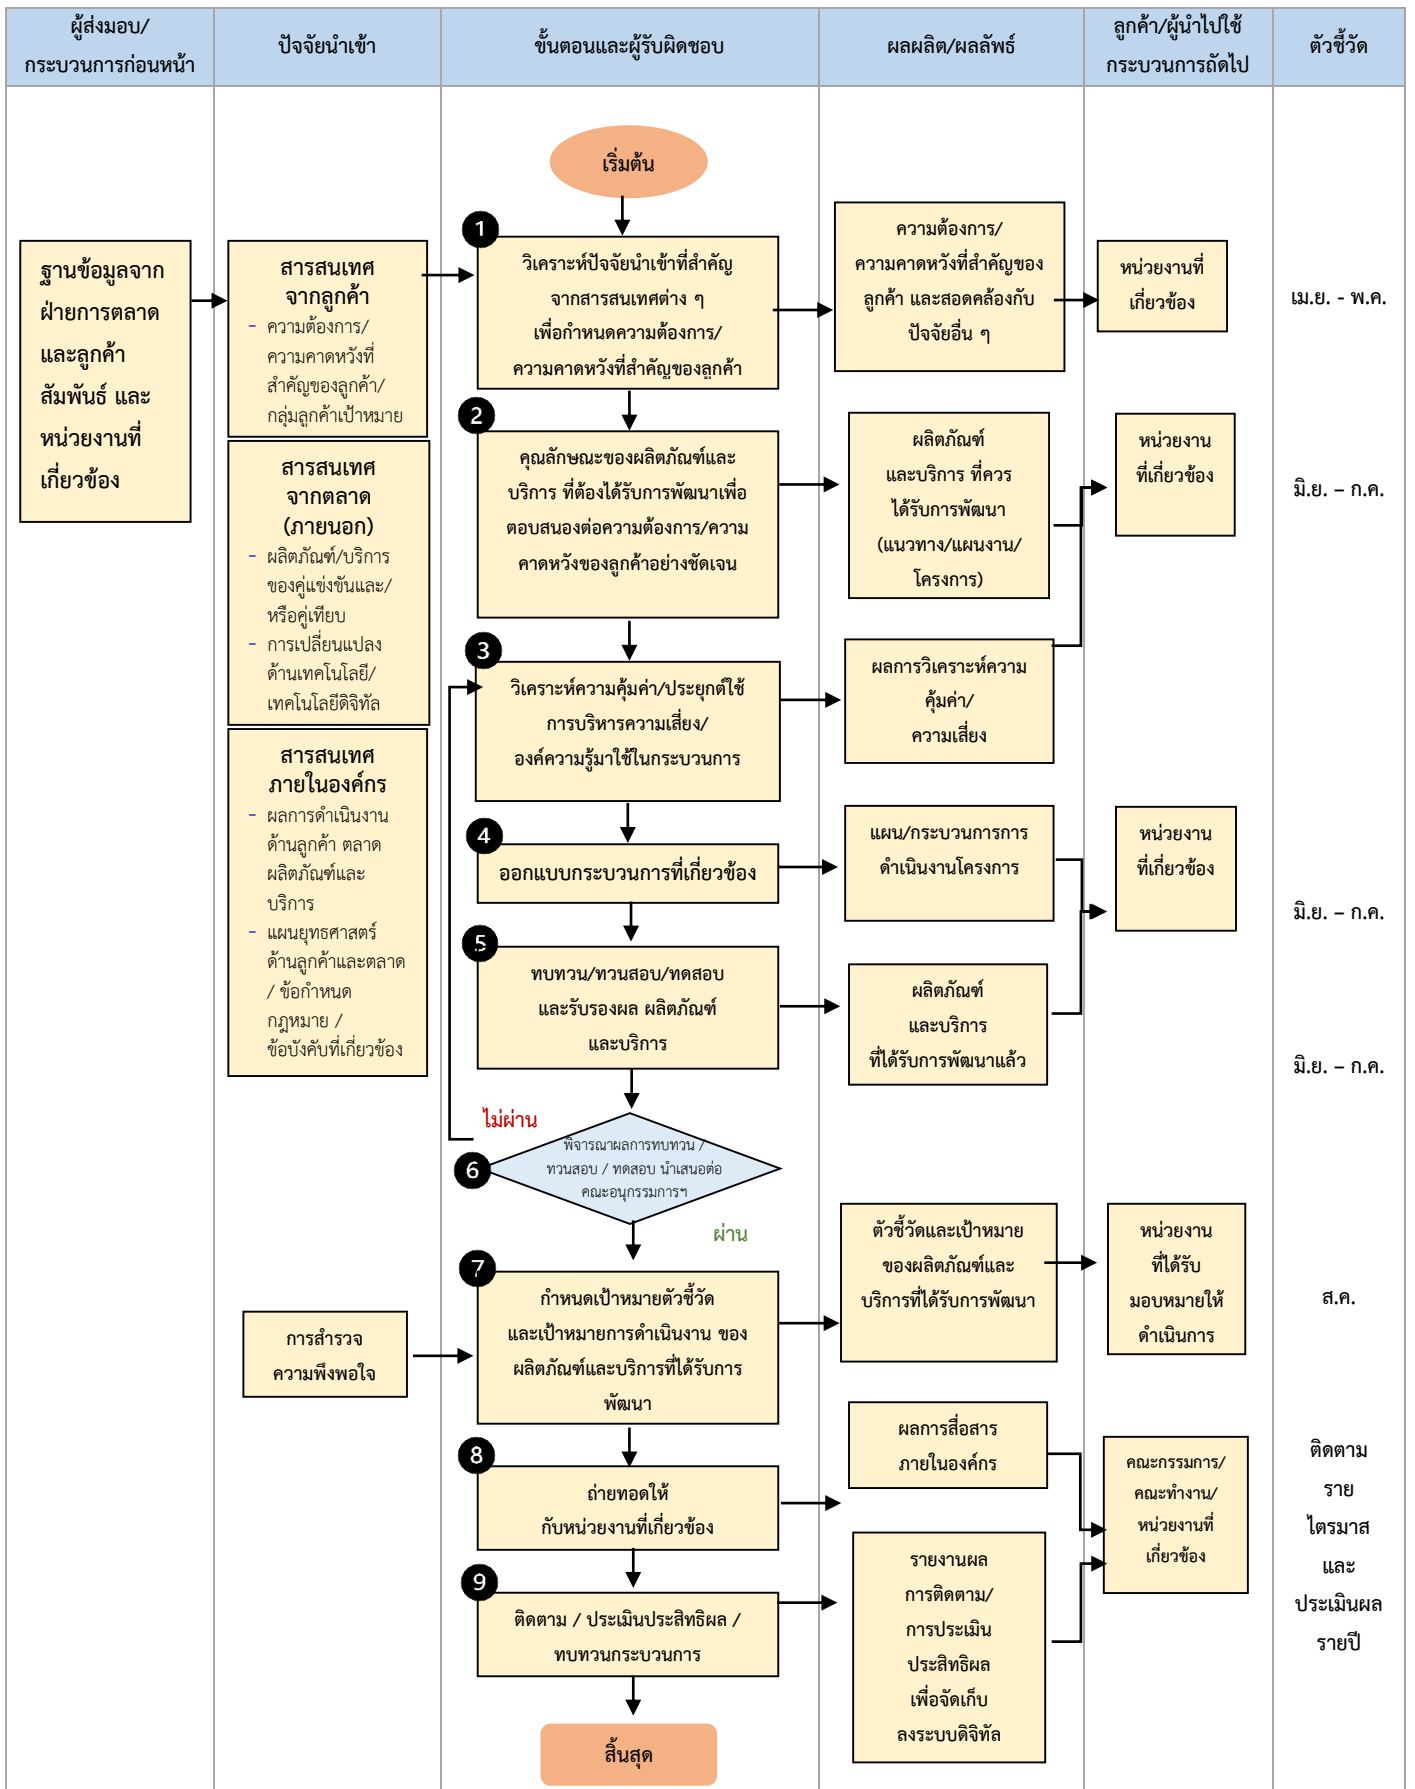 ผู้ส่งมอบ/
กระบวนการก่อนหน้า
ปัจจัยนำเข้า
ขั้นตอนและผู้รับผิดชอบ
ผลผลิต/ผลลัพธ์
ลูกค้า/ผู้นำไปใช้
กระบวนการถัดไป
ตัวชี้วัด
เริ่มต้น
ฐานข้อมูลจาก
ฝ่ายการตลาด
และลูกค้า
สัมพันธ์ และ
หน่วยงานที่
เกี่ยวข้อง
สารสนเทศ
จากลูกค้า
- ความต้องการ/
ความคาดหวังที่
สำคัญของลูกค้า/
กลุ่มลูกค้าเป้าหมาย
สารสนเทศ
จากตลาด
(ภายนอก)
- ผลิตภัณฑ์/บริการ
ของคู่แข่งขันและ/
หรือคู่เทียบ
- การเปลี่ยนแปลง
ด้านเทคโนโลยี/
เทคโนโลยีดิจิทัล
สารสนเทศ
ภายในองค์กร
- ผลการดำเนินงาน
ด้านลูกค้า ตลาด
ผลิตภัณฑ์และ
บริการ
- แผนยุทธศาสตร์
ด้านลูกค้าและตลาด
/ ข้อกำหนด
กฎหมาย /
ข้อบังคับที่เกี่ยวข้อง
1
วิเคราะห์ปัจจัยนำเข้าที่สำคัญ
จากสารสนเทศต่าง ๆ
เพื่อกำหนดความต้องการ/
ความคาดหวังที่สำคัญของลูกค้า
ความต้องการ/
ความคาดหวังที่สำคัญของ
ลูกค้า และสอดคล้องกับ
ปัจจัยอื่น ๆ
หน่วยงานที่
เกี่ยวข้อง
เม.ย. - พ.ค.
2
คุณลักษณะของผลิตภัณฑ์และ
บริการ ที่ต้องได้รับการพัฒนาเพื่อ
ตอบสนองต่อความต้องการ/ความ
คาดหวังของลูกค้าอย่างชัดเจน
ผลิตภัณฑ์
และบริการ ที่ควร
ได้รับการพัฒนา
(แนวทาง/แผนงาน/
โครงการ)
หน่วยงาน
ที่เกี่ยวข้อง
มิ.ย. – ก.ค.
3
วิเคราะห์ความคุ้มค่า/ประยุกต์ใช้
การบริหารความเสี่ยง/
องค์ความรู้มาใช้ในกระบวนการ
ผลการวิเคราะห์ความ
คุ้มค่า/
ความเสี่ยง
4
ออกแบบกระบวนการที่เกี่ยวข้อง
แผน/กระบวนการการ
ดำเนินงานโครงการ
หน่วยงาน
ที่เกี่ยวข้อง
มิ.ย. – ก.ค.
5
ทบทวน/ทวนสอบ/ทดสอบ
และรับรองผล ผลิตภัณฑ์
และบริการ
ผลิตภัณฑ์
และบริการ
ที่ได้รับการพัฒนาแล้ว
มิ.ย. – ก.ค.
ไม่ผ่าน
6
พิจารณาผลการทบทวน /
ทวนสอบ / ทดสอบ นำเสนอต่อ
คณะอนุกรรมการฯ
ผ่าน
การสำรวจ
ความพึงพอใจ
7
กำหนดเป้าหมายตัวชี้วัด
และเป้าหมายการดำเนินงาน ของ
ผลิตภัณฑ์และบริการที่ได้รับการ
พัฒนา
ตัวชี้วัดและเป้าหมาย
ของผลิตภัณฑ์และ
บริการที่ได้รับการพัฒนา
หน่วยงาน
ที่ได้รับ
มอบหมายให้
ดำเนินการ
ส.ค.
8
ถ่ายทอดให้
กับหน่วยงานที่เกี่ยวข้อง
ผลการสื่อสาร
ภายในองค์กร
คณะกรรมการ/
คณะทำงาน/
หน่วยงานที่
เกี่ยวข้อง
ติดตาม
ราย
ไตรมาส
และ
ประเมินผล
รายปี
9
ติดตาม / ประเมินประสิทธิผล /
ทบทวนกระบวนการ
รายงานผล
การติดตาม/
การประเมิน
ประสิทธิผล
เพื่อจัดเก็บ
ลงระบบดิจิทัล
สิ้นสุด